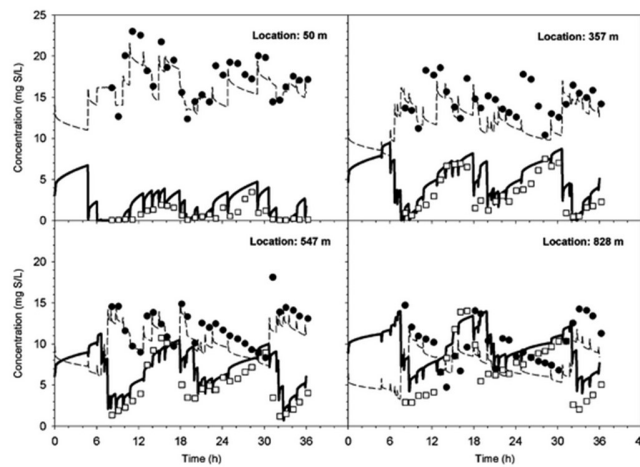 25
20
15
10
5
0
Concentration (mg S/L)
Location: 50 m
Location: 357 m
20
15
10
5
0
Concentration (mg S/L)
Location: 547 m
Location: 828 m
0 6 12 18 24 30 36 0 6 12 18 24 30 36 4
Time (h) Time (h)